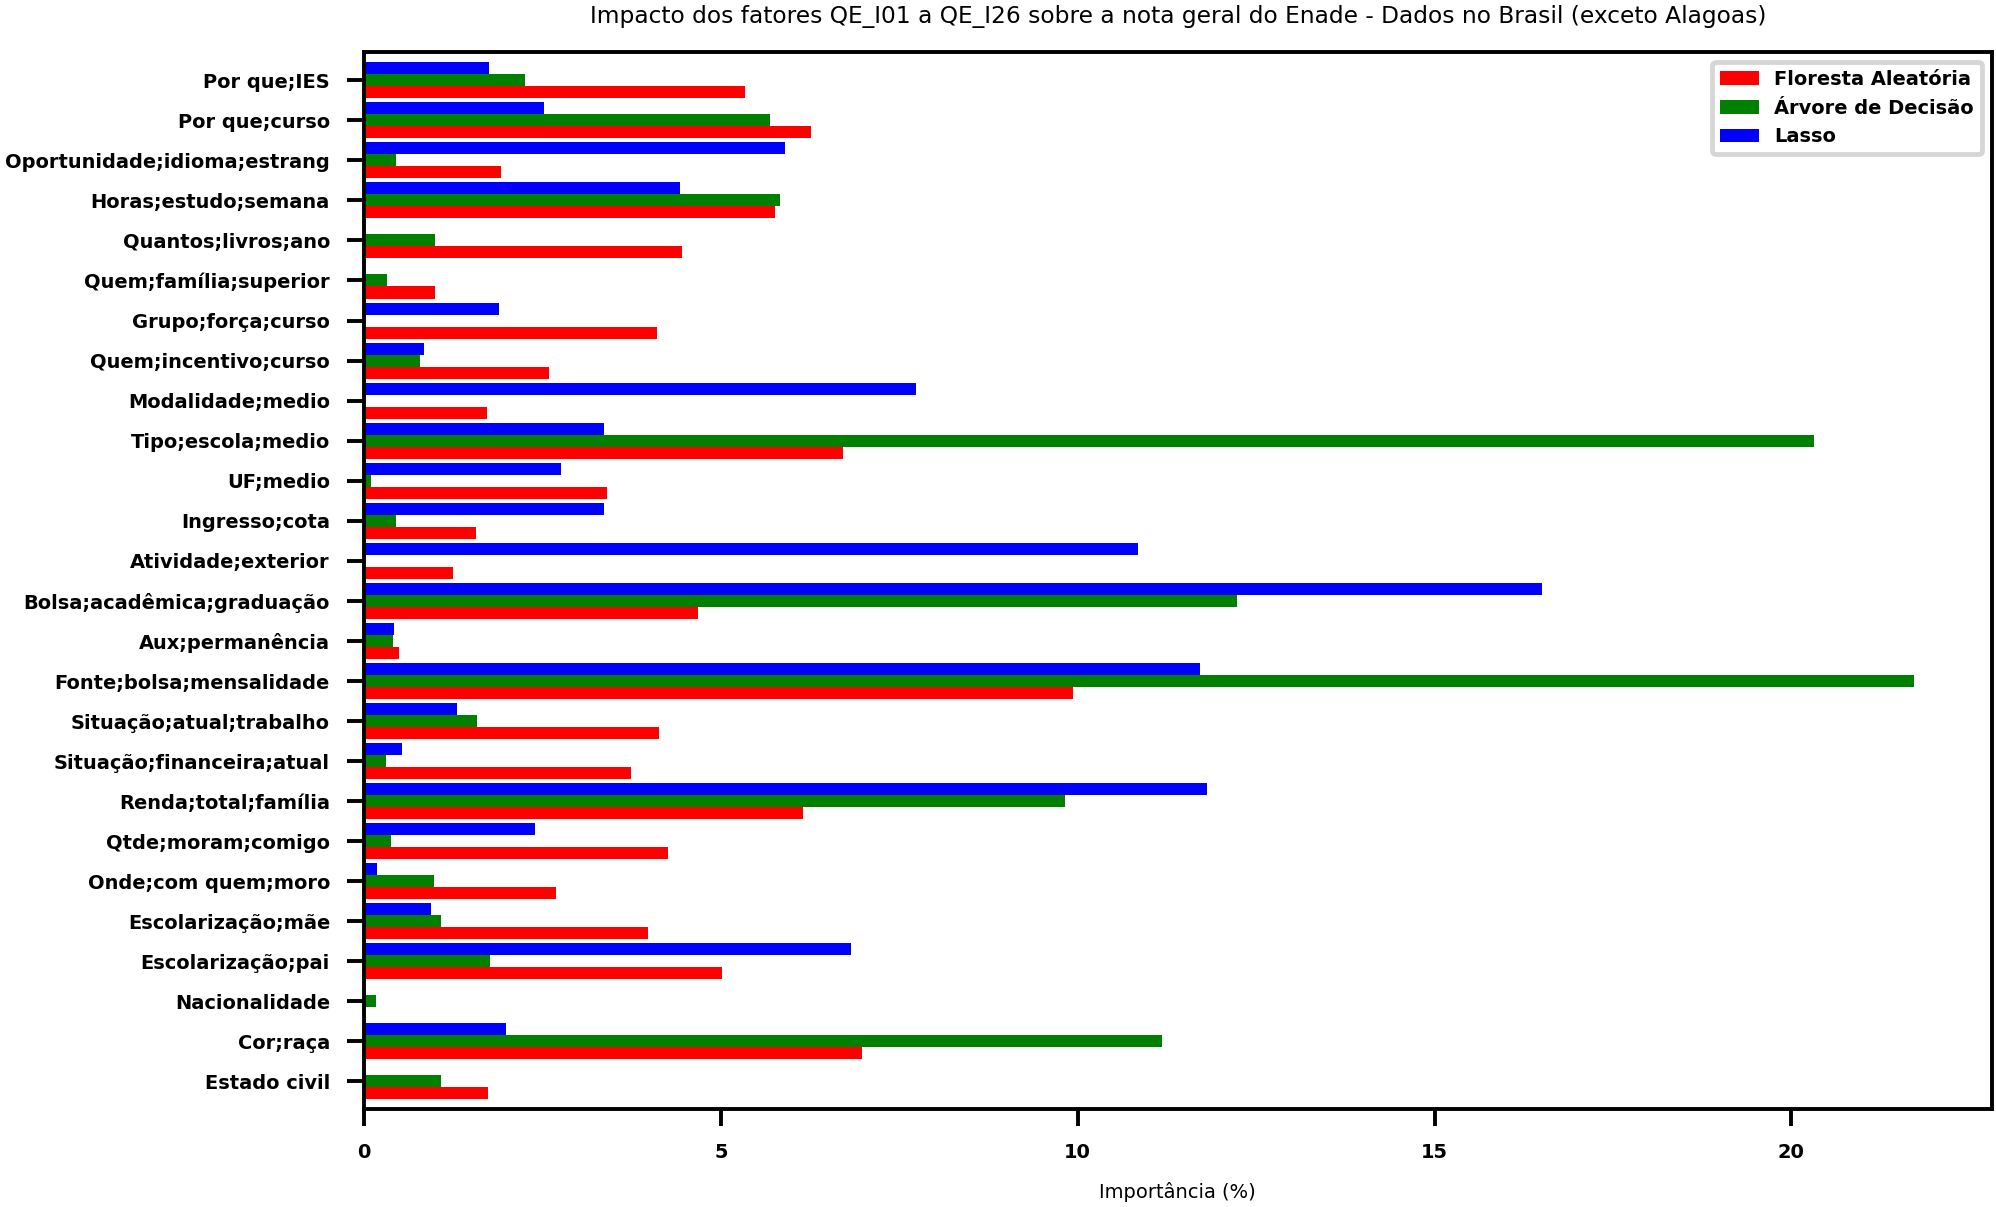 Impacto dos fatores QE_I01 a QE_I26 sobre a nota geral do Enade - Dados no Brasil (exceto Alagoas)
Floresta Aleatória
Árvore de Decisão
Lasso
Por que;IES
Por que;curso
Oportunidade;idioma;estrang
Horas;estudo;semana
Quantos;livros;ano
Quem;família;superior
Grupo;força;curso
Quem;incentivo;curso
Modalidade;medio
Tipo;escola;medio
UF;medio
Ingresso;cota
Atividade;exterior
Bolsa;acadêmica;graduação
Aux;permanência
Fonte;bolsa;mensalidade
Situação;atual;trabalho
Situação;financeira;atual
Renda;total;família
Qtde;moram;comigo
Onde;com quem;moro
Escolarização;mãe
Escolarização;pai
Nacionalidade
Cor;raça
Estado civil
0 5 10 15 20
Importância (%)